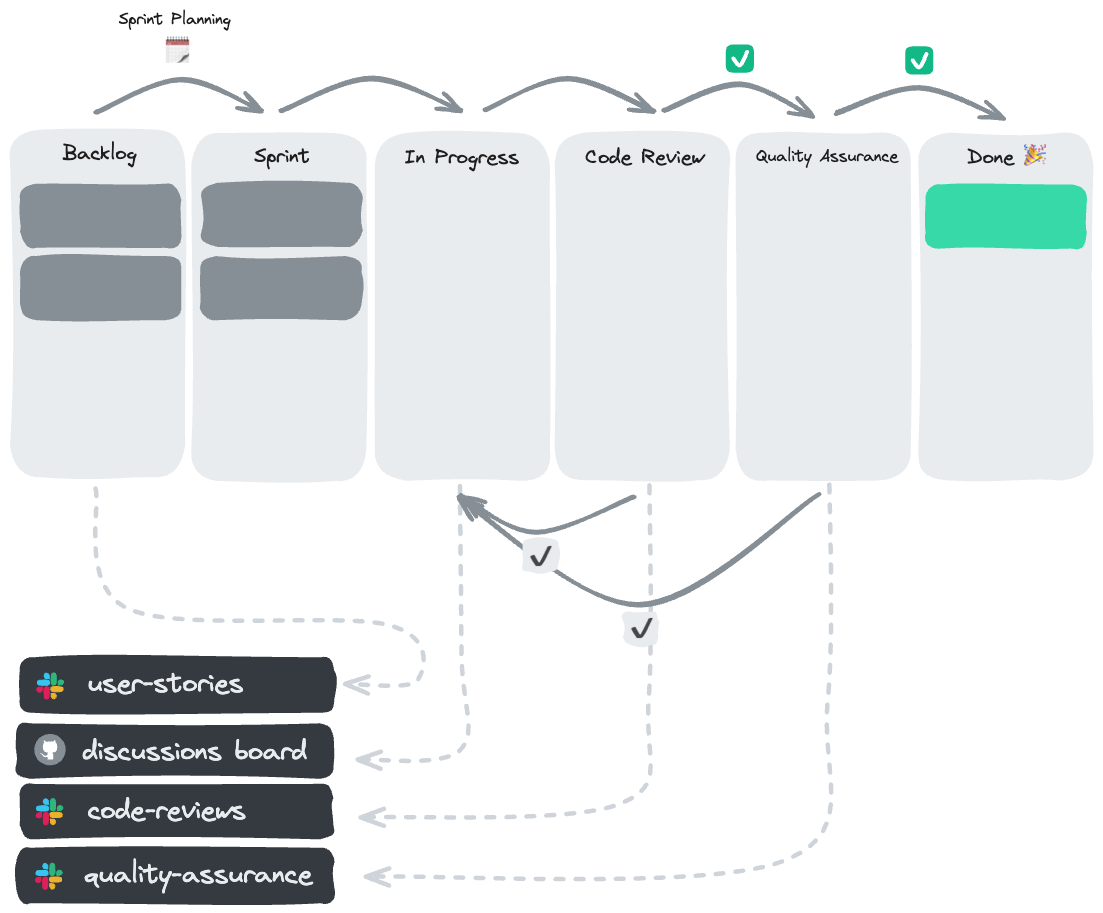 Sprint Planning
Backlog
Sprint
In Progress
Code Review
Quality Assurance
Done 🎉
user-stories
discussions board
code-reviews
quality-assurance